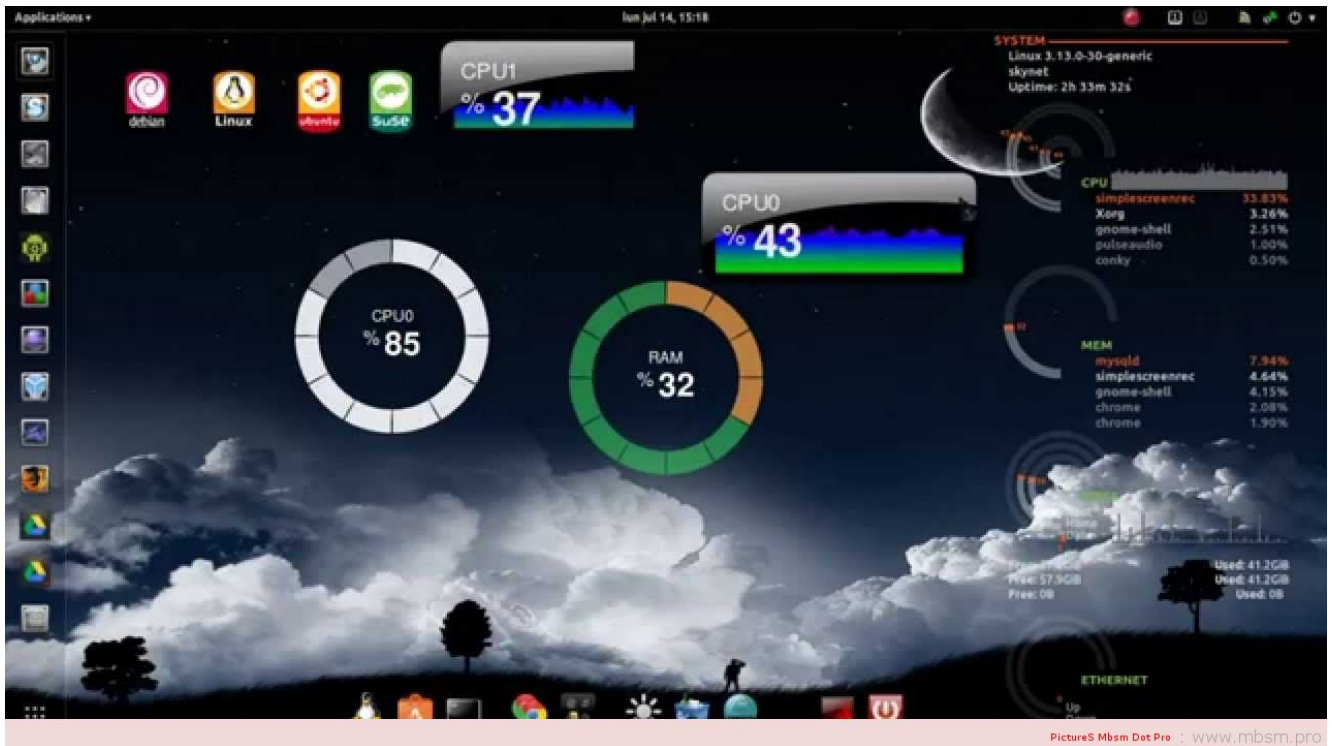 Applications
lun jul 14, 15:18
debian
Linux
ubuntu
SuSE
CPU1
% 37
CPU0
% 43
CPU0
% 85
RAM
% 32
SYSTEM
Linux 3.13.0-30-generic
skynet
Uptime: 2h 33m 32s
CPU
simplescreenrec 33.83%
Xorg 3.26%
gnome-shell 2.51%
pulseaudio 1.00%
conky 0.50%
MEM
mysqld 7.94%
simplescreenrec 4.64%
gnome-shell 4.15%
chrome 2.08%
chrome 1.90%
Used: 41.2GiB
Free: 57.9GiB Used: 41.2GiB
Free: 0B Used: 0B
ETHERNET
Up
PictureS Mbsm Dot Pro : www.mbsm.pro